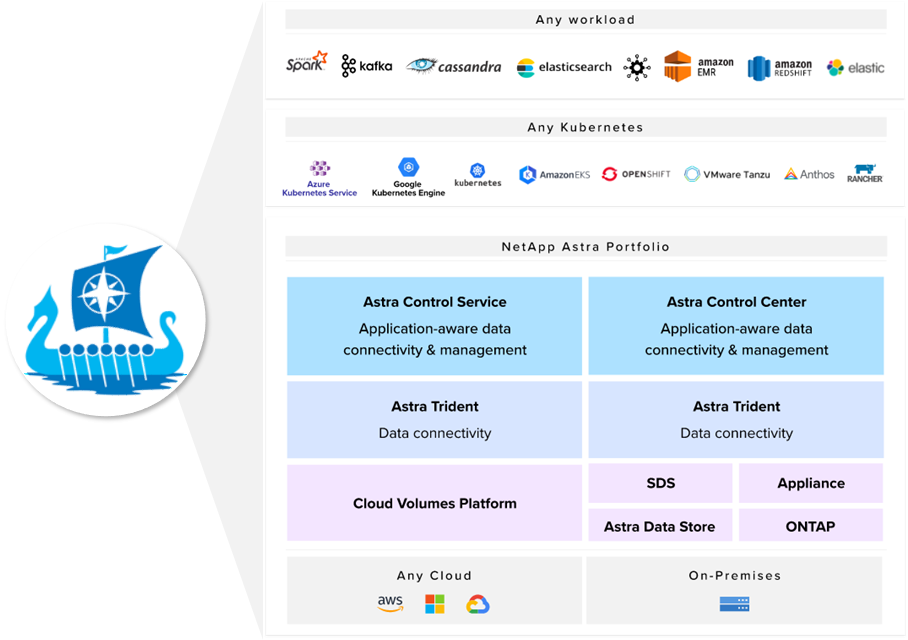 Any workload
APACHE Spark
kafka
cassandra
elasticsearch
amazon
EMR
amazon
REDSHIFT
elastic
Any Kubernetes
Azure
Kubernetes Service
Google
Kubernetes Engine
kubernetes
K
Amazon EKS
OPENSHIFT
VMware Tanzu
Anthos
RANCHER
NetApp Astra Portfolio
Astra Control Service
Application-aware data
connectivity & management
Astra Control Center
Application-aware data
connectivity & management
Astra Trident
Data connectivity
Astra Trident
Data connectivity
Cloud Volumes Platform
SDS
Appliance
Astra Data Store
ONTAP
Any Cloud
aws
On-Premises